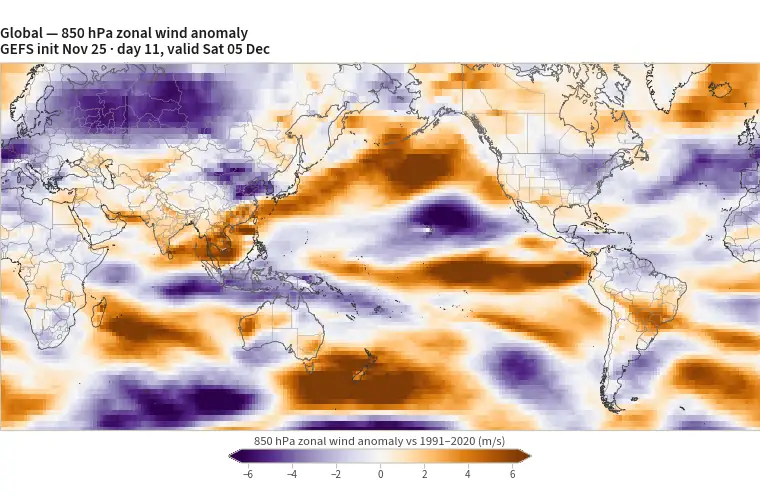 Global — 850 hPa zonal wind anomaly
GEFS init Nov 25 · day 11, valid Sat 05 Dec
850 hPa zonal wind anomaly vs 1991–2020 (m/s)
−6 −4 −2 0 2 4 6